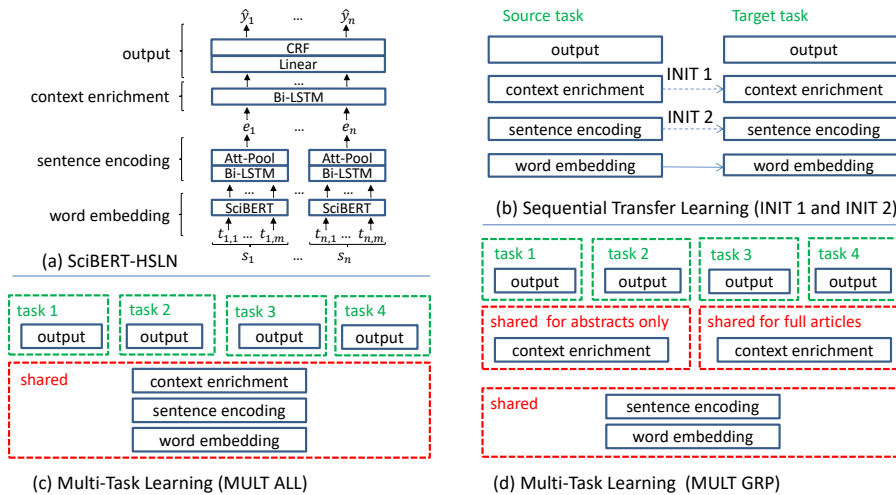 ŷ₁ … ŷₙ
output
CRF
Linear
...
context enrichment
Bi-LSTM
e₁ … eₙ
sentence encoding
Att-Pool Att-Pool
Bi-LSTM … Bi-LSTM
... ...
word embedding
SciBERT ... SciBERT
t₁,₁ … t₁,ₘ tₙ,₁ … tₙ,ₘ
s₁ … sₙ
(a) SciBERT-HSLN
Source task Target task
output output
INIT 1
context enrichment context enrichment
INIT 2
sentence encoding sentence encoding
word embedding word embedding
(b) Sequential Transfer Learning (INIT 1 and INIT 2)
task 1 task 2 task 3 task 4
output output output output
shared
context enrichment
sentence encoding
word embedding
(c) Multi-Task Learning (MULT ALL)
task 1 task 2 task 3 task 4
output output output output
shared for abstracts only shared for full articles
context enrichment context enrichment
shared
sentence encoding
word embedding
(d) Multi-Task Learning (MULT GRP)